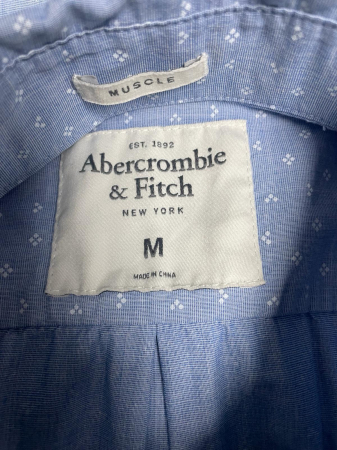 MUSCLE
EST. 1892
Abercrombie
& Fitch
NEW YORK
M
MADE IN CHINA